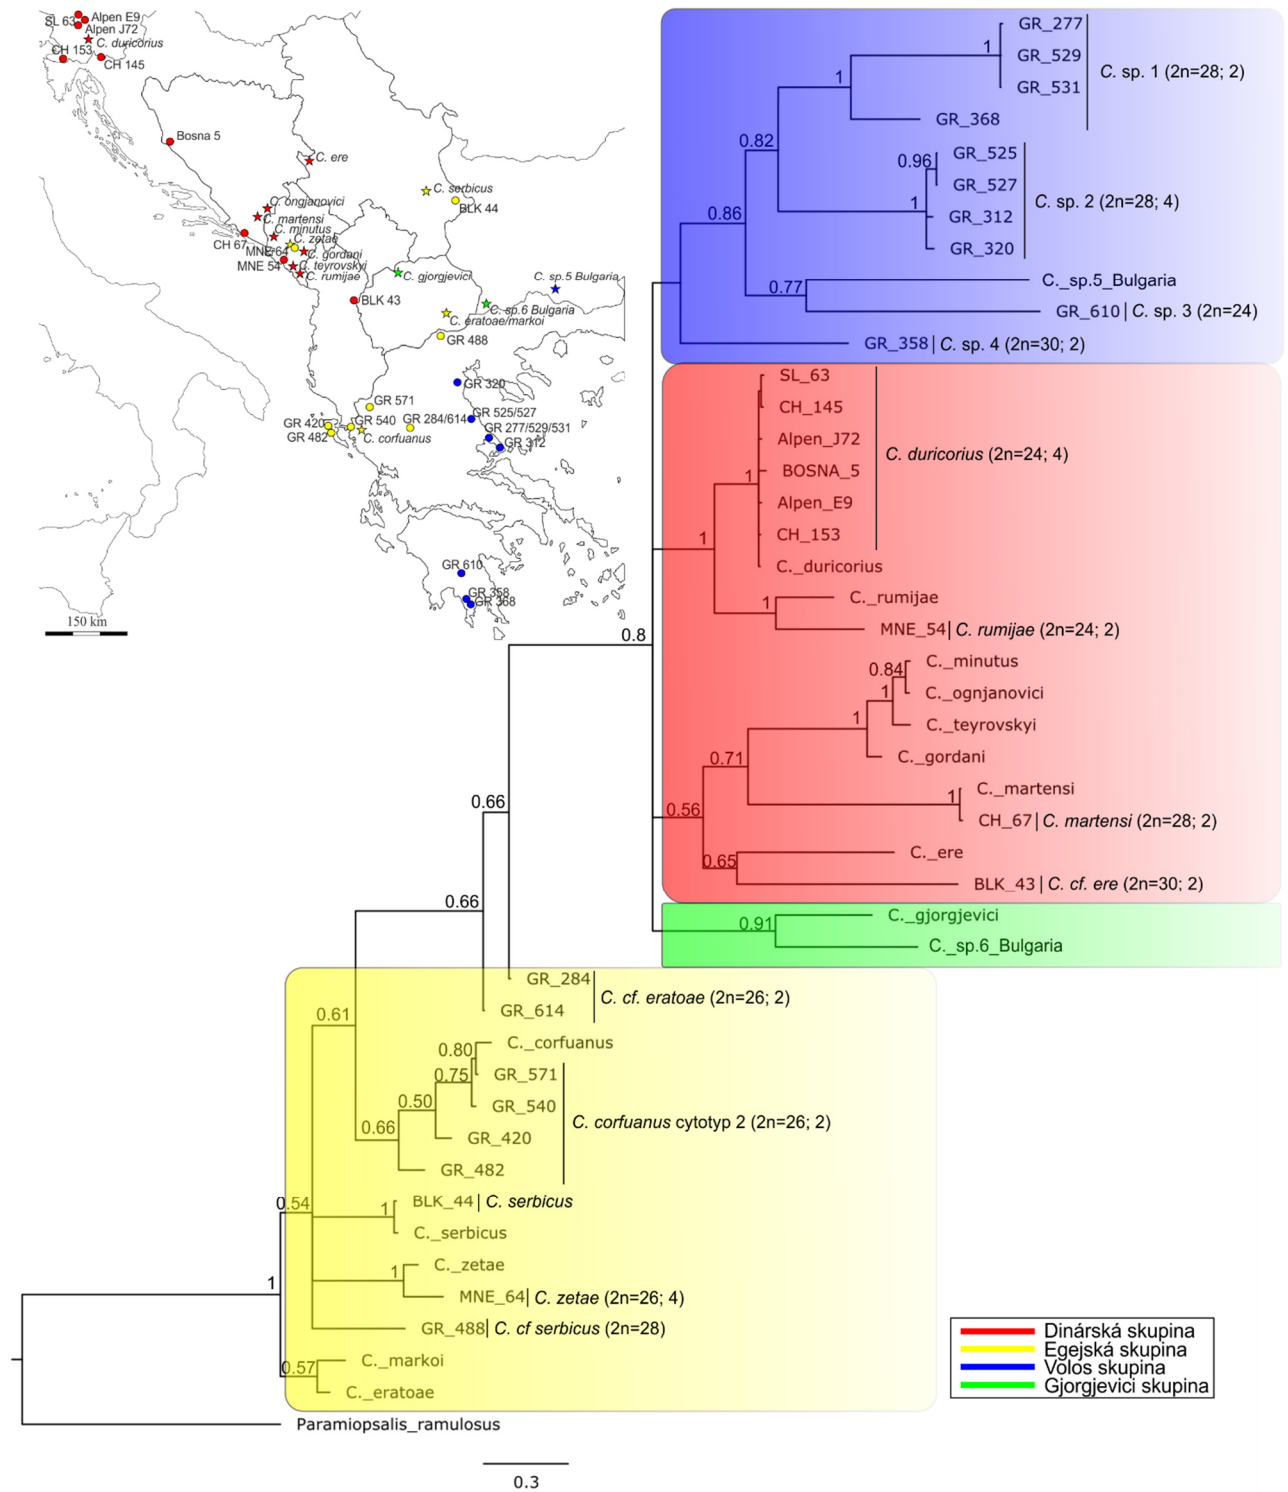 SL 63
Alpen E9
Alpen J72
C. duricorius
CH 153
CH 145
Bosna 5
C. ere
C. serbicus
BLK 44
C. ongjanovici
C. martensi
C. minutus
CH 67
C. zetae
MNE 64
C. gordani
MNE 54
C. teyrovskyi
C. rumijae
C. gjorgjevici
C. sp.5 Bulgaria
BLK 43
C. sp.6 Bulgaria
C. eratoae/markoi
GR 488
GR 320
GR 571
GR 420
GR 540
GR 284/614
GR 525/527
GR 482
C. corfuanus
GR 277/529/531
GR 312
GR 610
GR 358
GR 368
150 km
GR_277
1
GR_529
C. sp. 1 (2n=28; 2)
1
GR_531
GR_368
0.82
GR_525
0.96
GR_527
1
C. sp. 2 (2n=28; 4)
GR_312
0.86
GR_320
C._sp.5_Bulgaria
0.77
GR_610 | C. sp. 3 (2n=24)
GR_358 | C. sp. 4 (2n=30; 2)
SL_63
CH_145
Alpen_J72
C. duricorius (2n=24; 4)
1
BOSNA_5
Alpen_E9
CH_153
1
C._duricorius
C._rumijae
1
MNE_54 | C. rumijae (2n=24; 2)
0.8
C._minutus
0.84
C._ognjanovici
1
C._teyrovskyi
1
C._gordani
0.71
C._martensi
1
CH_67 | C. martensi (2n=28; 2)
0.66
0.56
C._ere
0.65
BLK_43 | C. cf. ere (2n=30; 2)
0.66
C._gjorgjevici
0.91
C._sp.6_Bulgaria
GR_284
C. cf. eratoae (2n=26; 2)
GR_614
0.61
C._corfuanus
0.80
GR_571
0.75
GR_540
0.50
C. corfuanus cytotyp 2 (2n=26; 2)
GR_420
0.66
GR_482
BLK_44 | C. serbicus
0.54
1
C._serbicus
C._zetae
1
1
MNE_64 | C. zetae (2n=26; 4)
GR_488 | C. cf serbicus (2n=28)
C._markoi
0.57
C._eratoae
Paramiopsalis_ramulosus
Dinárská skupina
Egejská skupina
Volos skupina
Gjorgjevici skupina
0.3